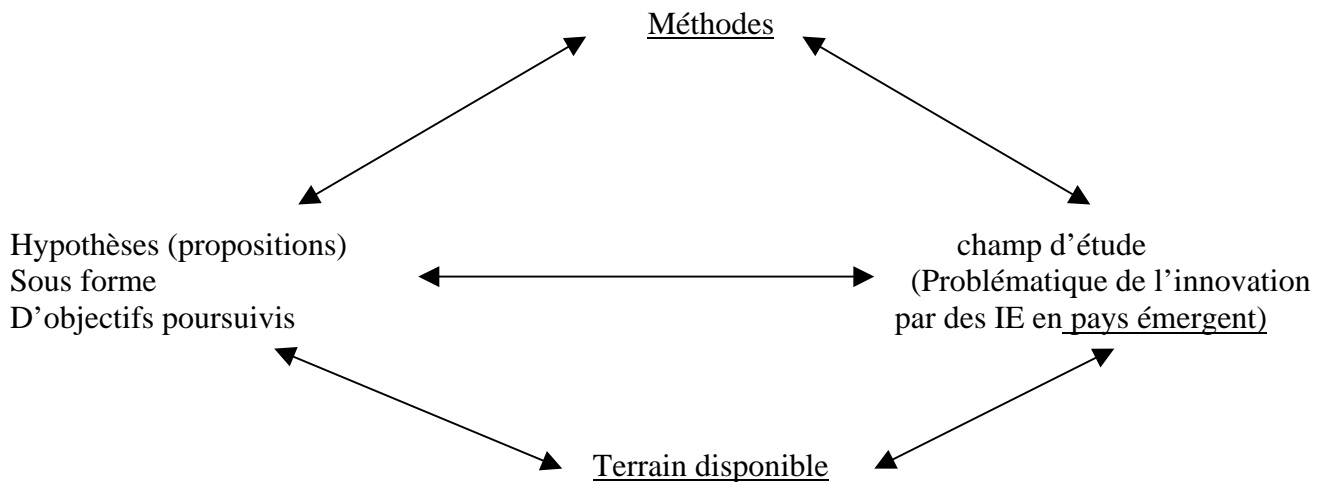 Méthodes
Hypothèses (propositions)
Sous forme
D’objectifs poursuivis
champ d’étude
(Problématique de l’innovation
par des IE en pays émergent)
Terrain disponible